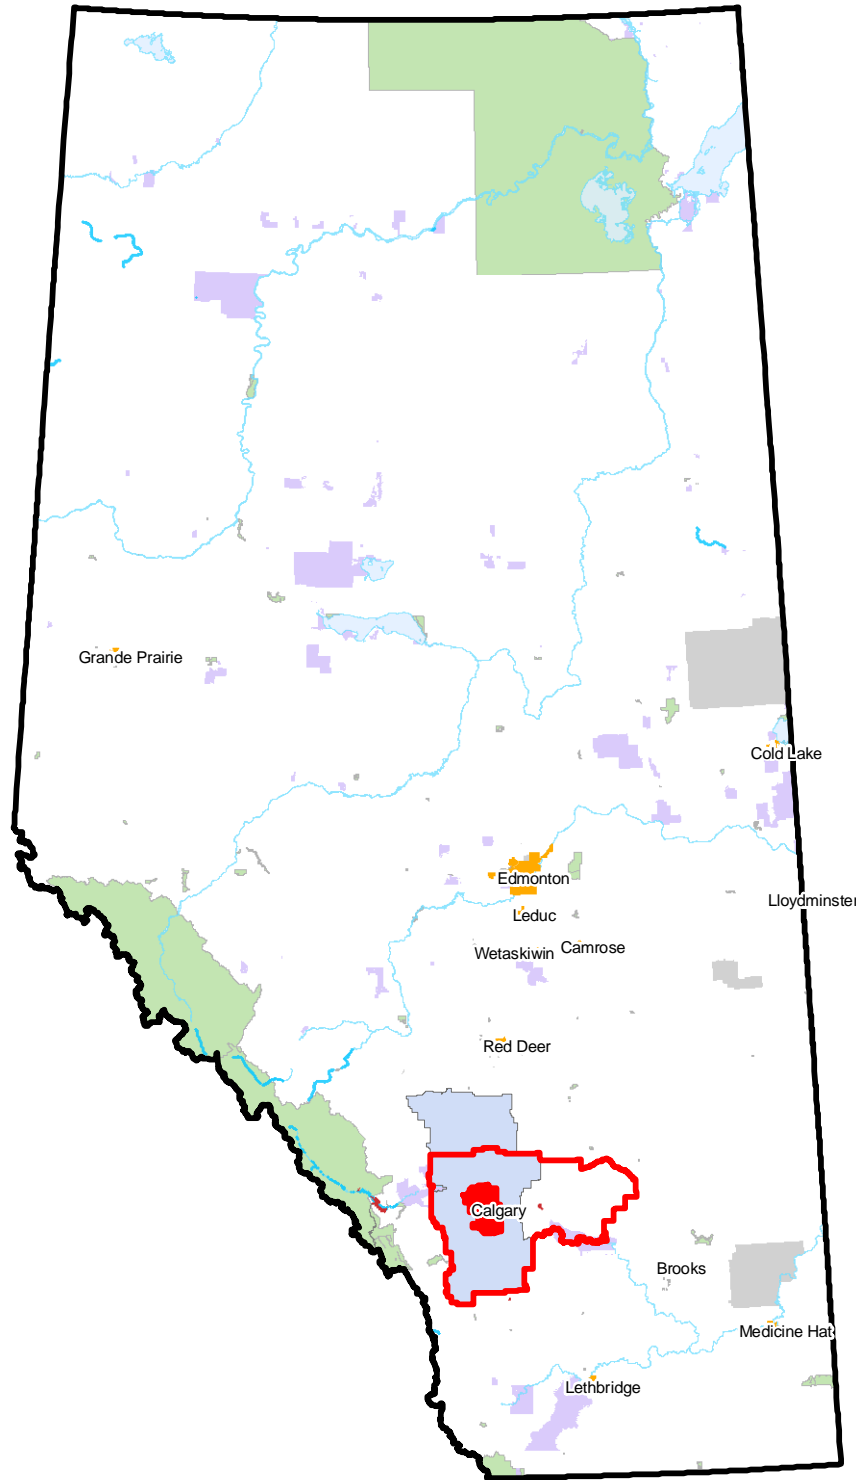 Grande Prairie
Cold Lake
Edmonton
Lloydminster
Leduc
Wetaskiwin
Camrose
Red Deer
Calgary
Brooks
Medicine Hat
Lethbridge